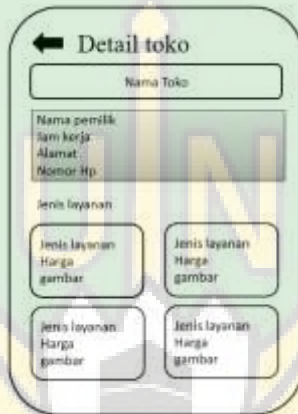 Detail toko
Nama Toko
Nama pemilik
Jam kerja
Alamat
Nomor Hp
Jenis layanan
Jenis layanan
Harga
gambar
Jenis layanan
Harga
gambar
Jenis layanan
Harga
gambar
Jenis layanan
Harga
gambar